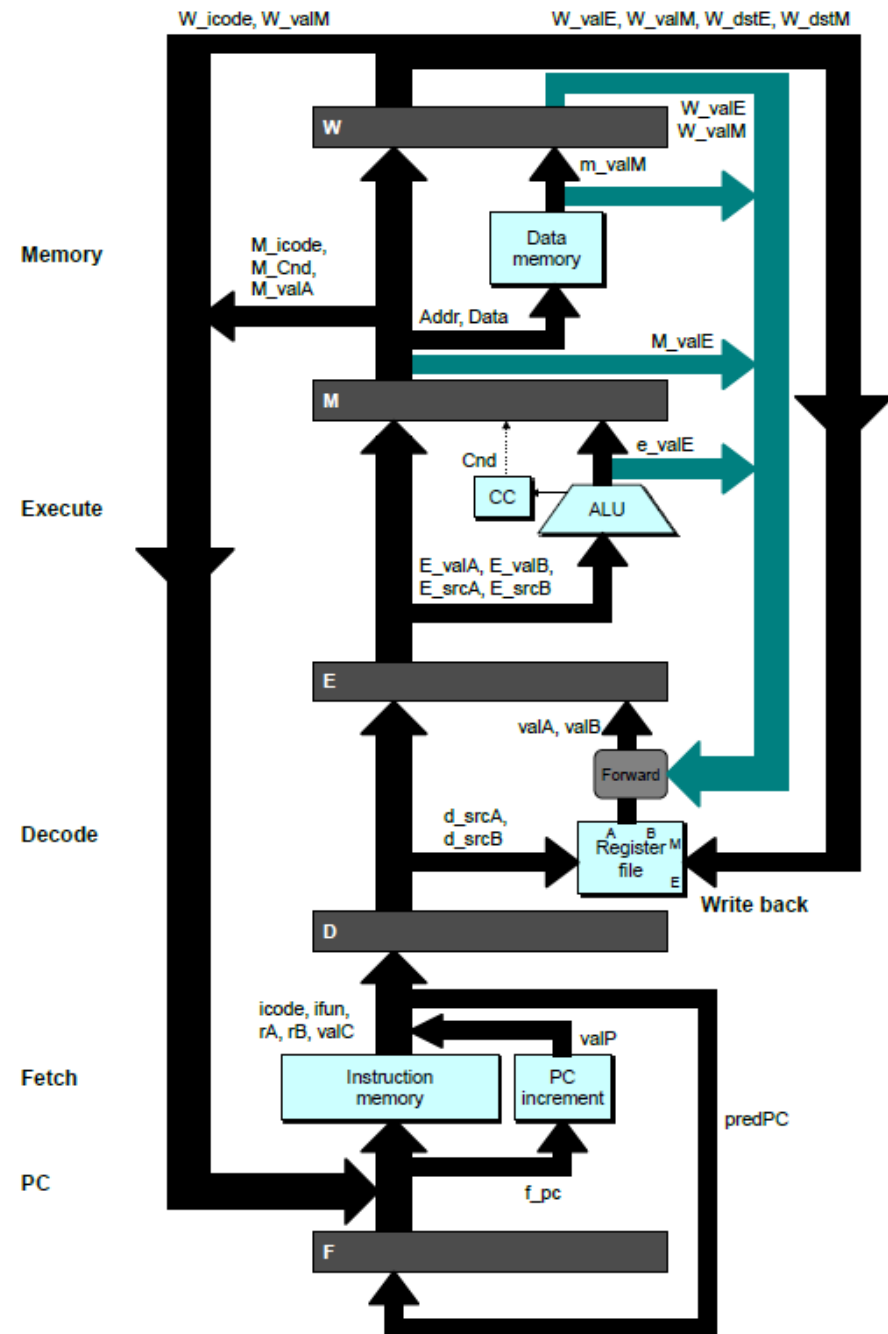 W_icode, W_valM
W_valE, W_valM, W_dstE, W_dstM
W
W_valE
W_valM
m_valM
Memory
Data
memory
M_icode,
M_Cnd,
M_valA
Addr, Data
M_valE
M
e_valE
Cnd
CC
ALU
Execute
E_valA, E_valB,
E_srcA, E_srcB
E
valA, valB
Forward
Decode
d_srcA,
d_srcB
A B
Register
M
file
E
Write back
D
icode, ifun,
rA, rB, valC
valP
Fetch
Instruction
memory
PC
increment
predPC
PC
f_pc
F